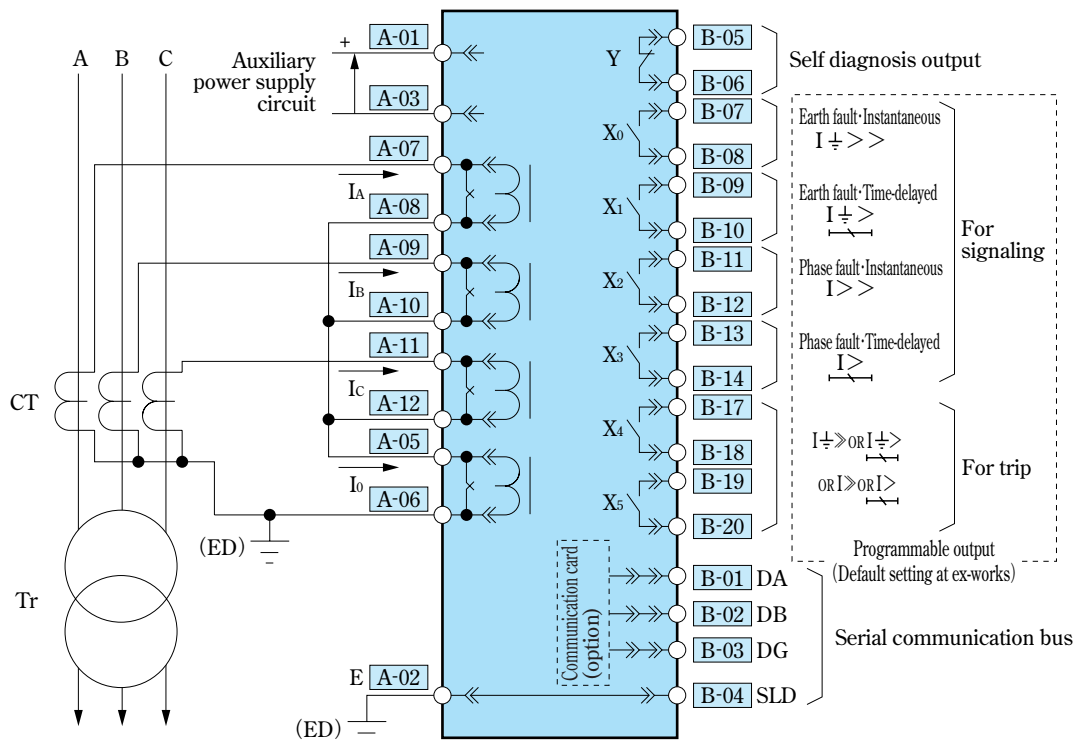 A B C
Auxiliary
power supply
circuit
+
A-01
A-03
A-07
IA
A-08
A-09
IB
A-10
A-11
IC
A-12
A-05
I0
A-06
CT
(ED)
Tr
E A-02
(ED)
Y
X0
X1
X2
X3
X4
X5
Communication card
(option)
B-05
B-06
B-07
B-08
B-09
B-10
B-11
B-12
B-13
B-14
B-17
B-18
B-19
B-20
B-01 DA
B-02 DB
B-03 DG
B-04 SLD
Self diagnosis output
Earth fault·Instantaneous
I⏚>>
Earth fault·Time-delayed
I⏚>
Phase fault·Instantaneous
I>>
Phase fault·Time-delayed
I>
For
signaling
I⏚≫ OR I⏚>
OR I≫ OR I>
For trip
Programmable output
(Default setting at ex-works)
Serial communication bus